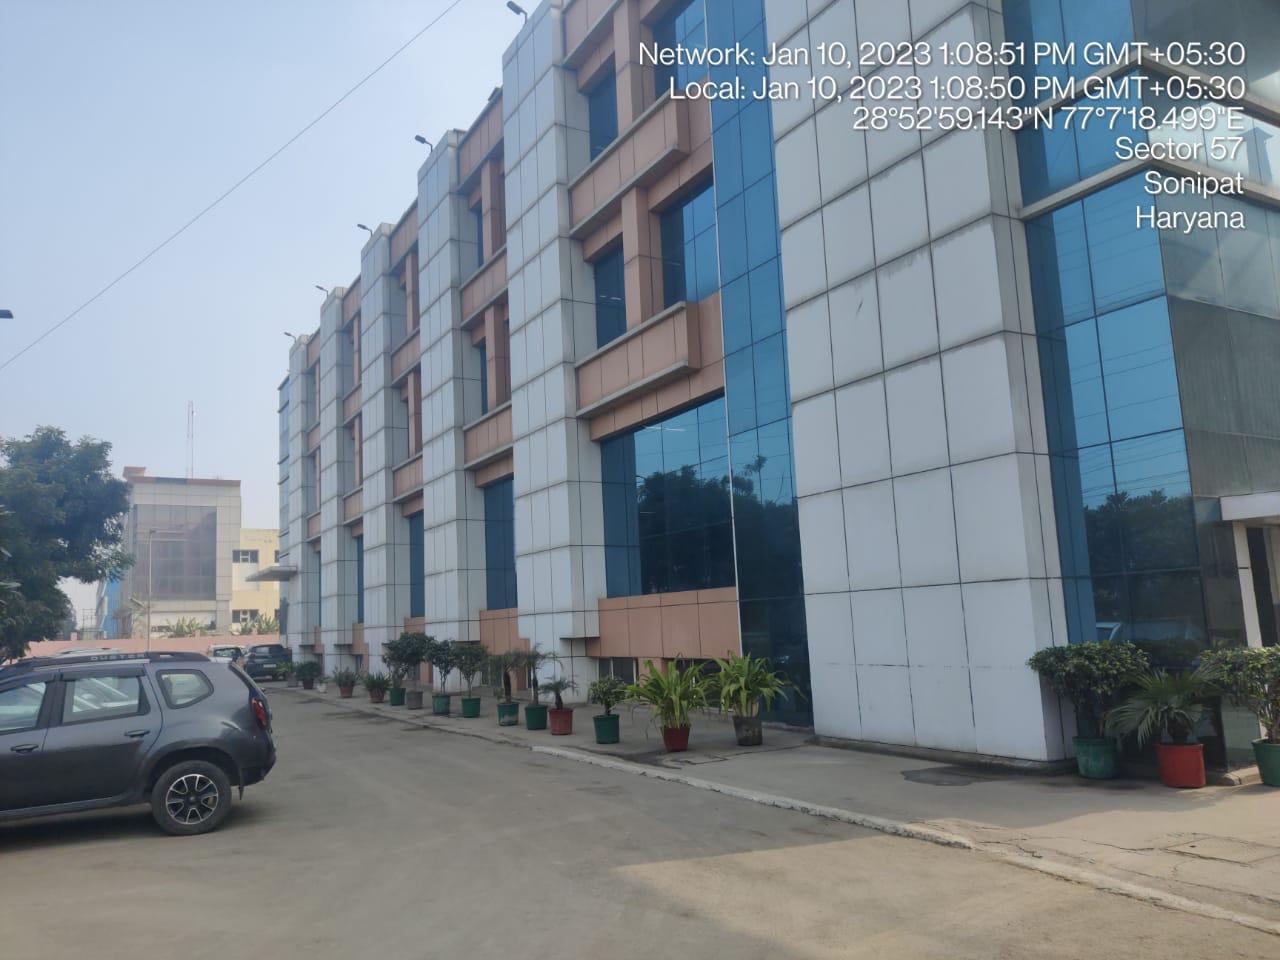 Network: Jan 10, 2023 1:08:51 PM GMT+05:30
Local: Jan 10, 2023 1:08:50 PM GMT+05:30
28°52'59.143"N 77°7'18.499"E
Sector 57
Sonipat
Haryana
DUSTER